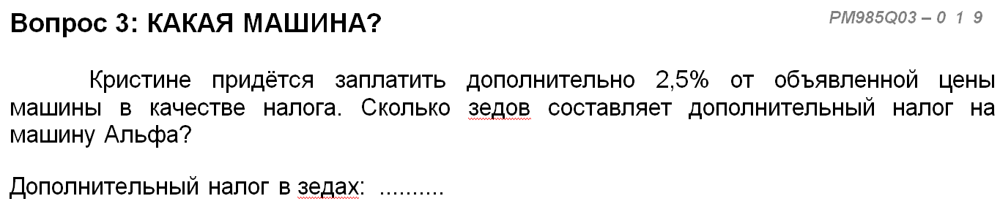 Вопрос 3: КАКАЯ МАШИНА?
PM985Q03 – 0 1 9
Кристине придётся заплатить дополнительно 2,5% от объявленной цены
машины в качестве налога. Сколько зедов составляет дополнительный налог на
машину Альфа?
Дополнительный налог в зедах: ..........